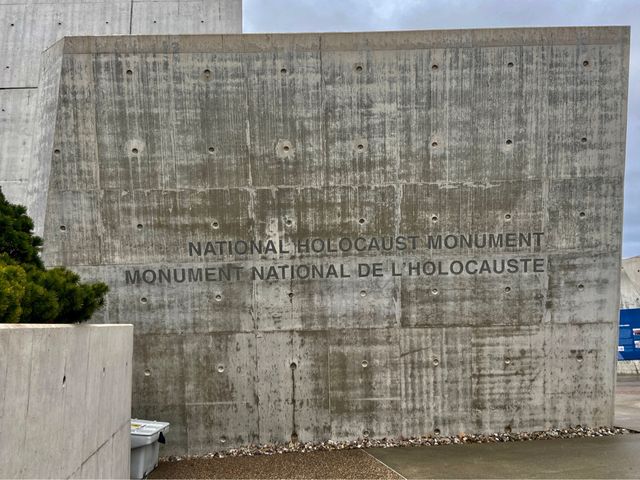 NATIONAL HOLOCAUST MONUMENT
MONUMENT NATIONAL DE L'HOLOCAUSTE